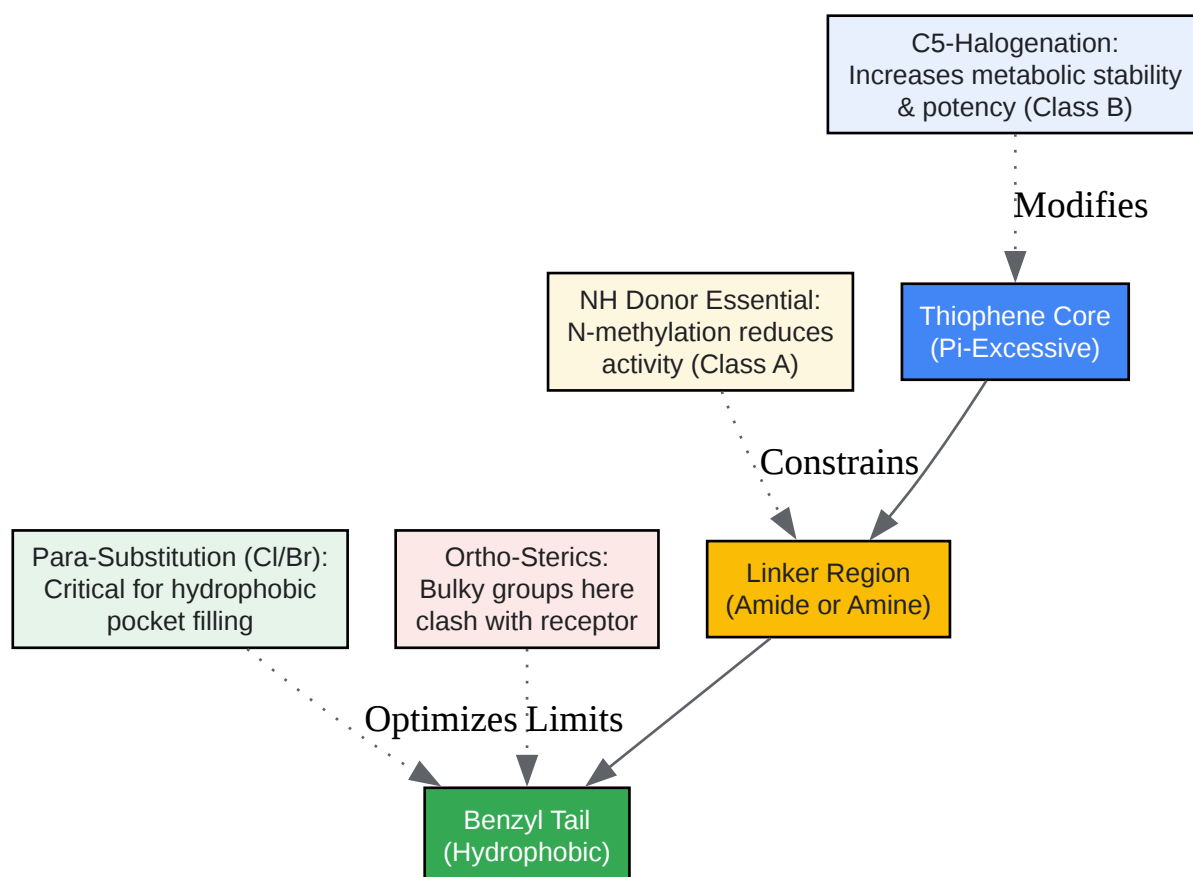 C5-Halogenation:
Increases metabolic stability
& potency (Class B)
Modifies
NH Donor Essential:
N-methylation reduces
activity (Class A)
Thiophene Core
(Pi-Excessive)
Constrains
Para-Substitution (Cl/Br):
Critical for hydrophobic
pocket filling
Ortho-Sterics:
Bulky groups here
clash with receptor
Linker Region
(Amide or Amine)
Optimizes
Limits
Benzyl Tail
(Hydrophobic)